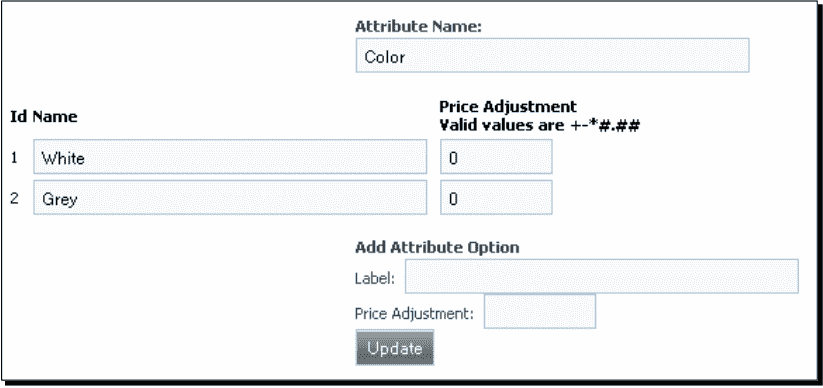 Attribute Name:
Color
Id Name
Price Adjustment
Valid values are +-*#.##
1 White 0
2 Grey 0
Add Attribute Option
Label:
Price Adjustment:
Update